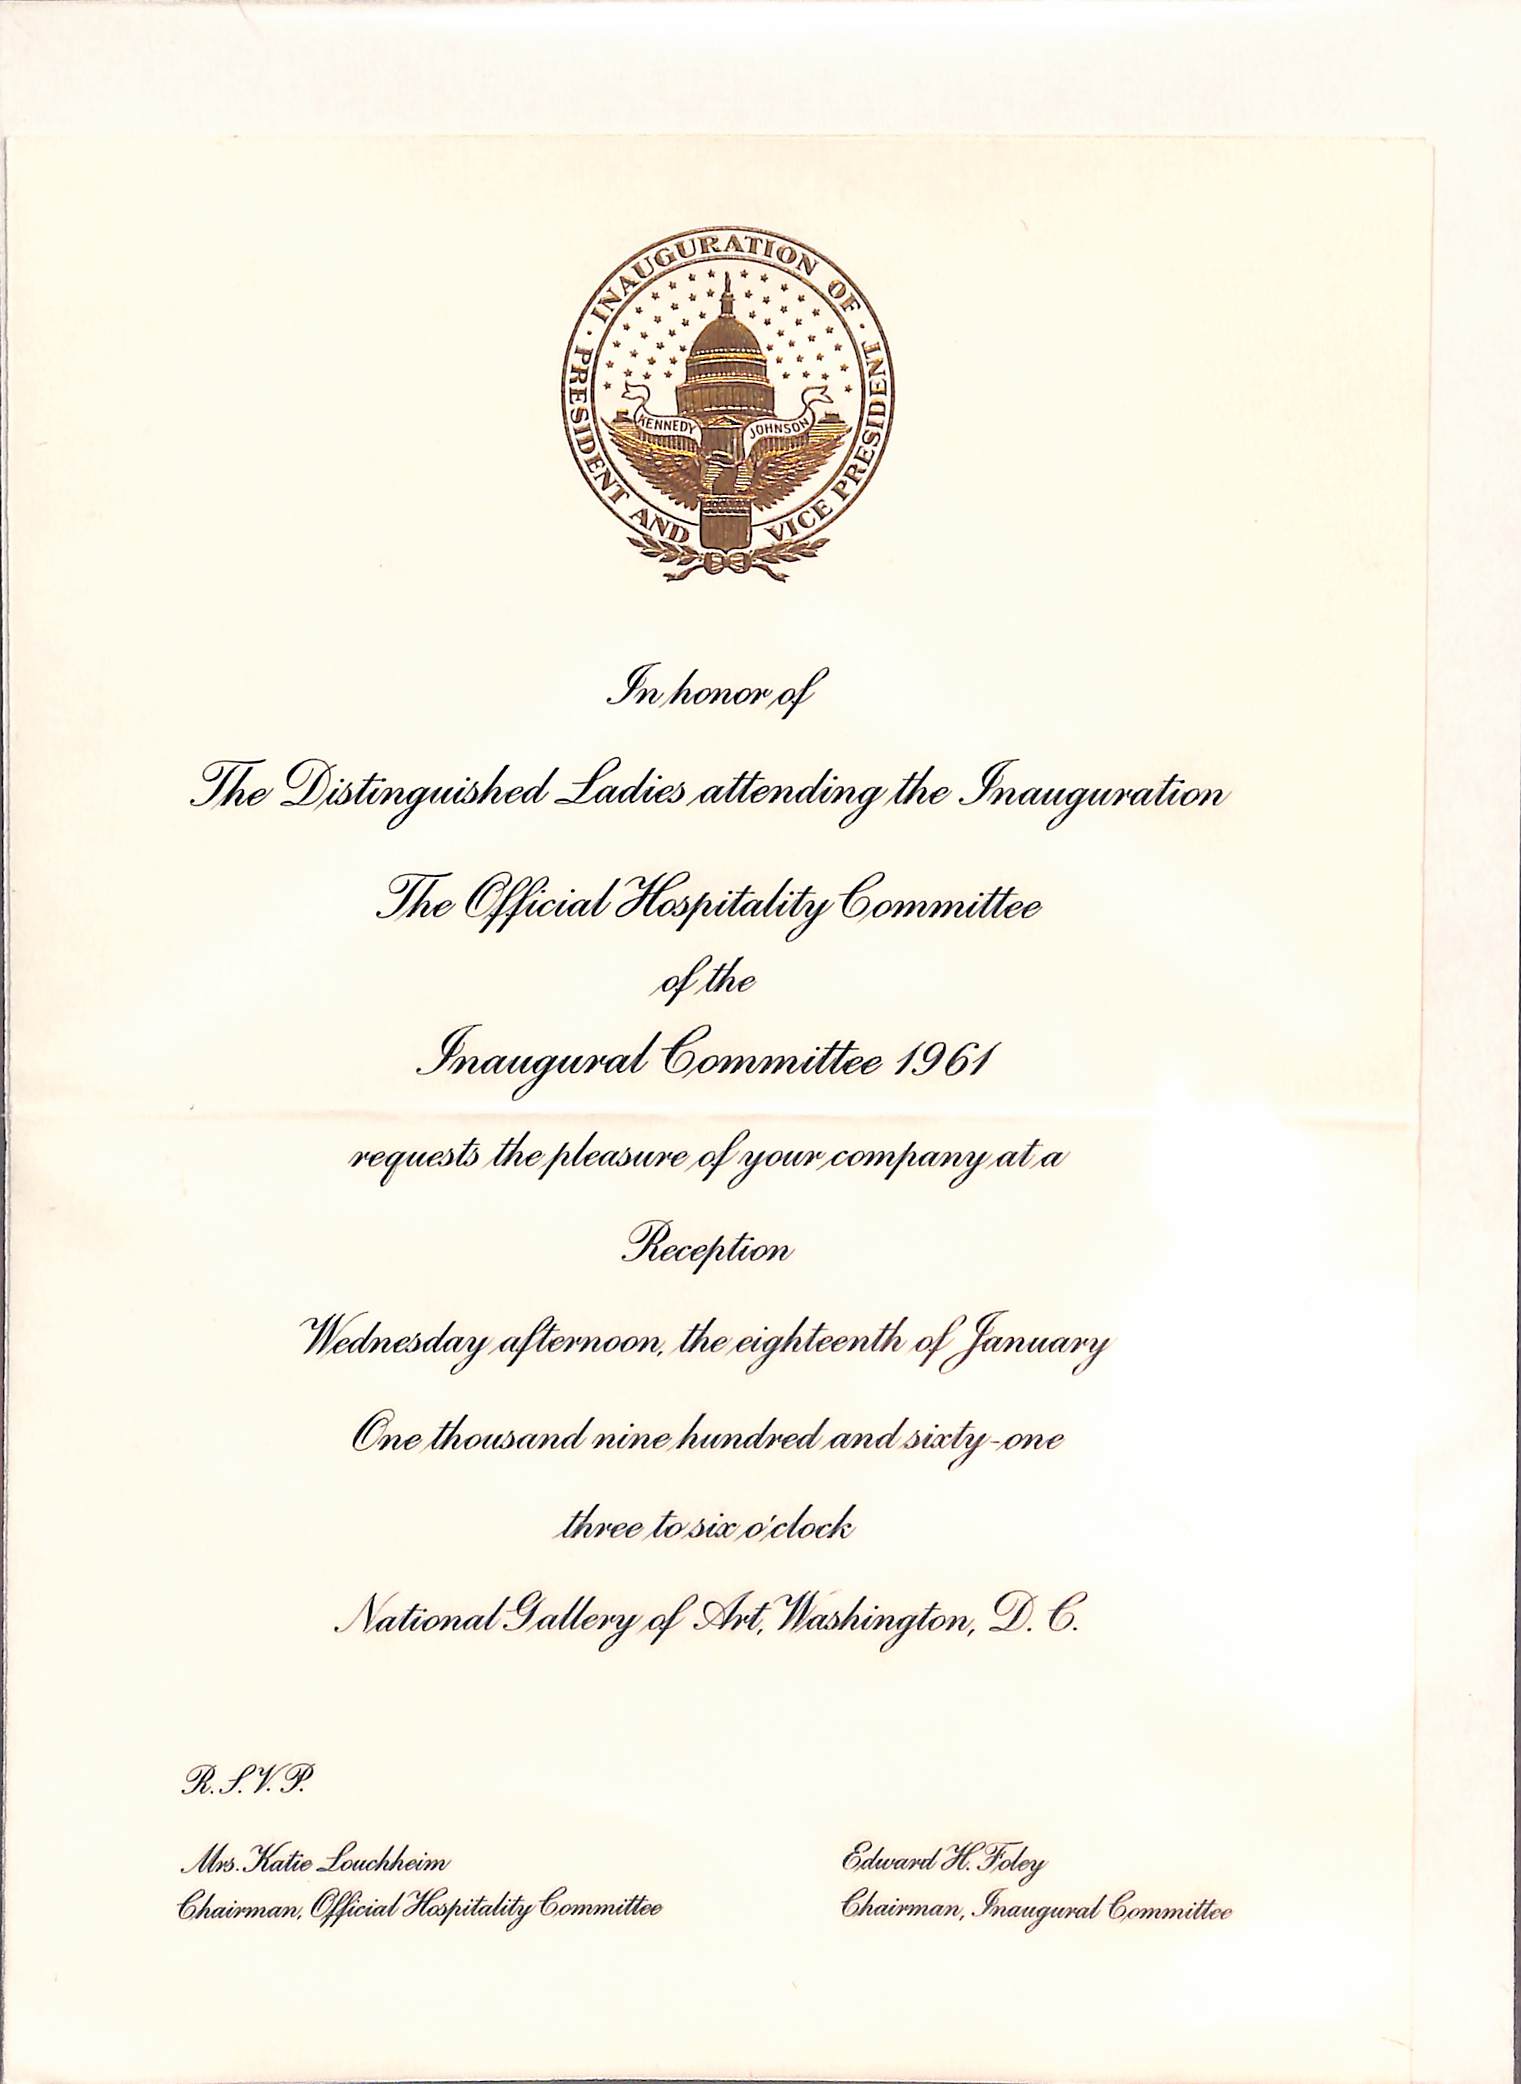 · INAUGURATION OF ·
PRESIDENT AND VICE PRESIDENT
KENNEDY JOHNSON
In honor of
The Distinguished Ladies attending the Inauguration
The Official Hospitality Committee
of the
Inaugural Committee 1961
requests the pleasure of your company at a
Reception
Wednesday afternoon, the eighteenth of January
One thousand nine hundred and sixty-one
three to six o'clock
National Gallery of Art, Washington, D. C.
R. S. V. P.
Mrs. Katie Louchheim
Chairman, Official Hospitality Committee
Edward H. Foley
Chairman, Inaugural Committee